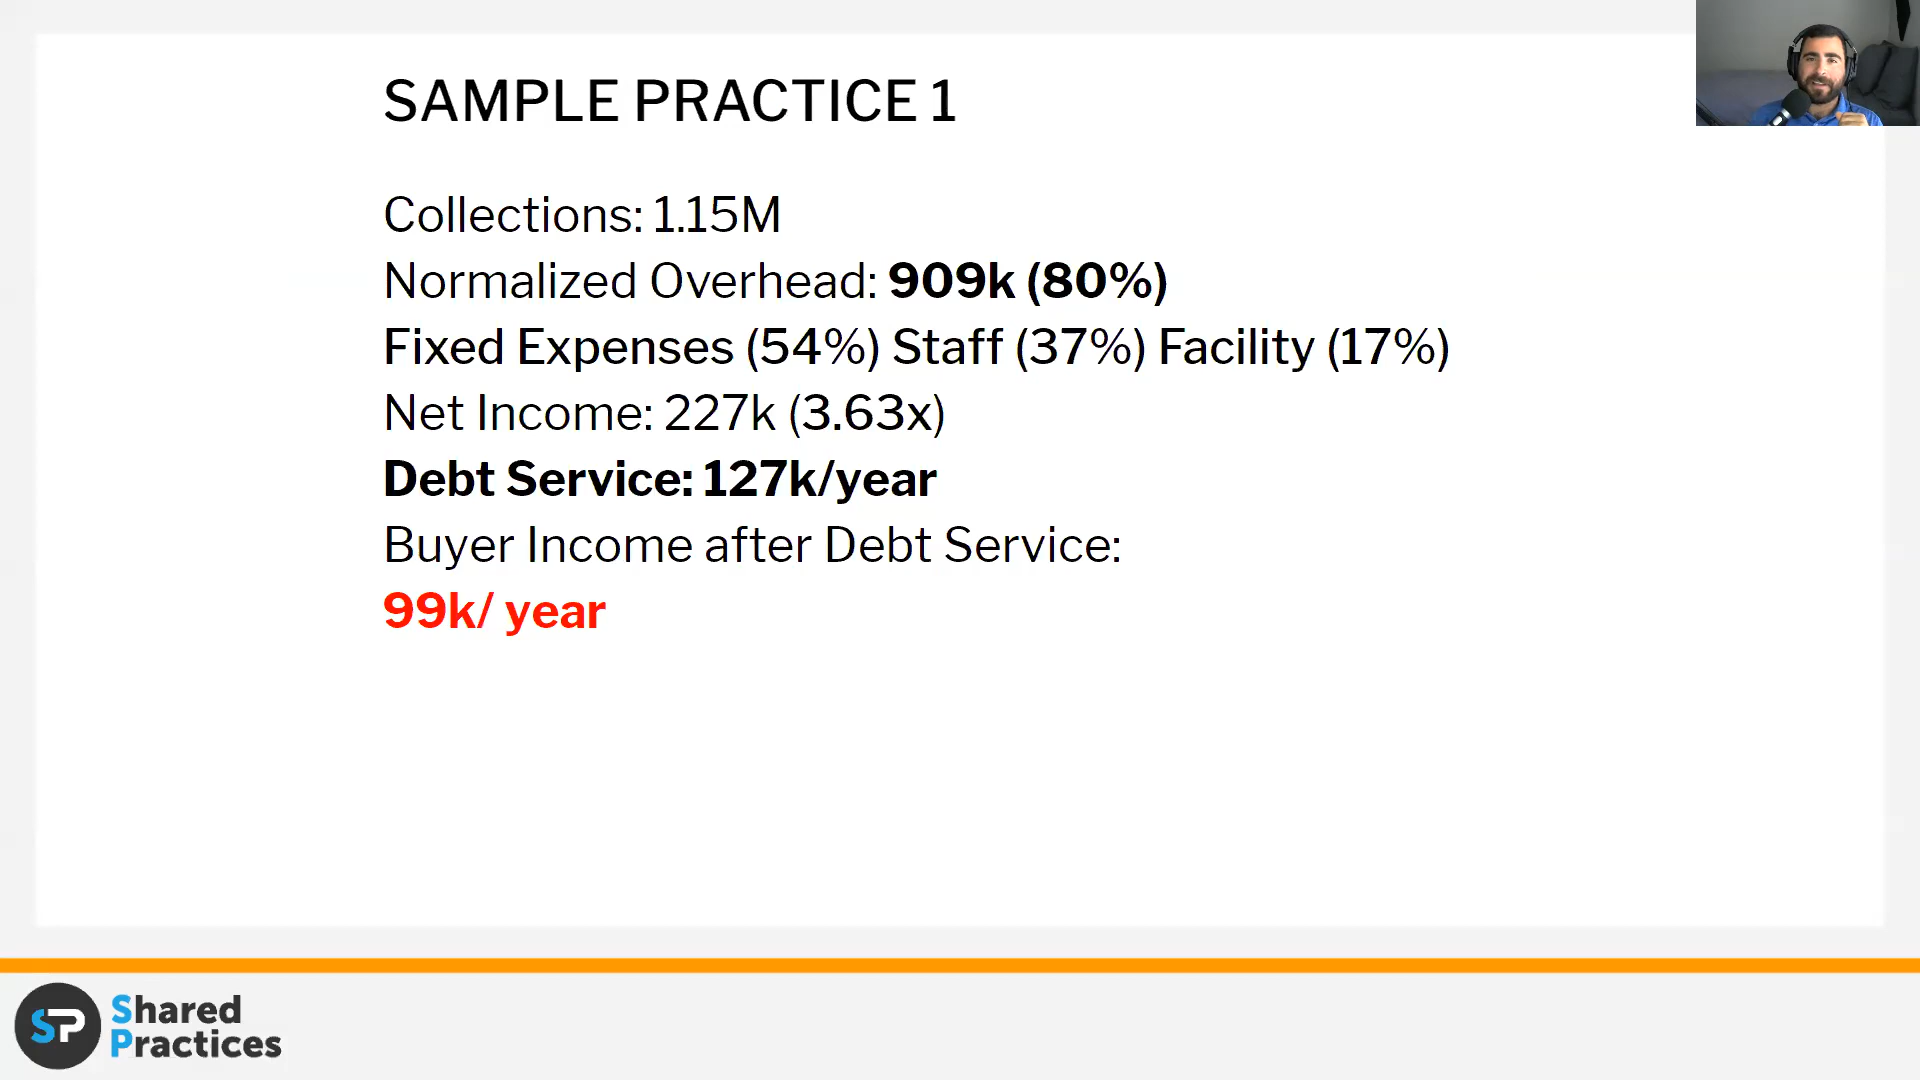 SAMPLE PRACTICE 1
Collections: 1.15M
Normalized Overhead: 909k (80%)
Fixed Expenses (54%) Staff (37%) Facility (17%)
Net Income: 227k (3.63x)
Debt Service: 127k/year
Buyer Income after Debt Service:
99k/ year
SP
Shared
Practices